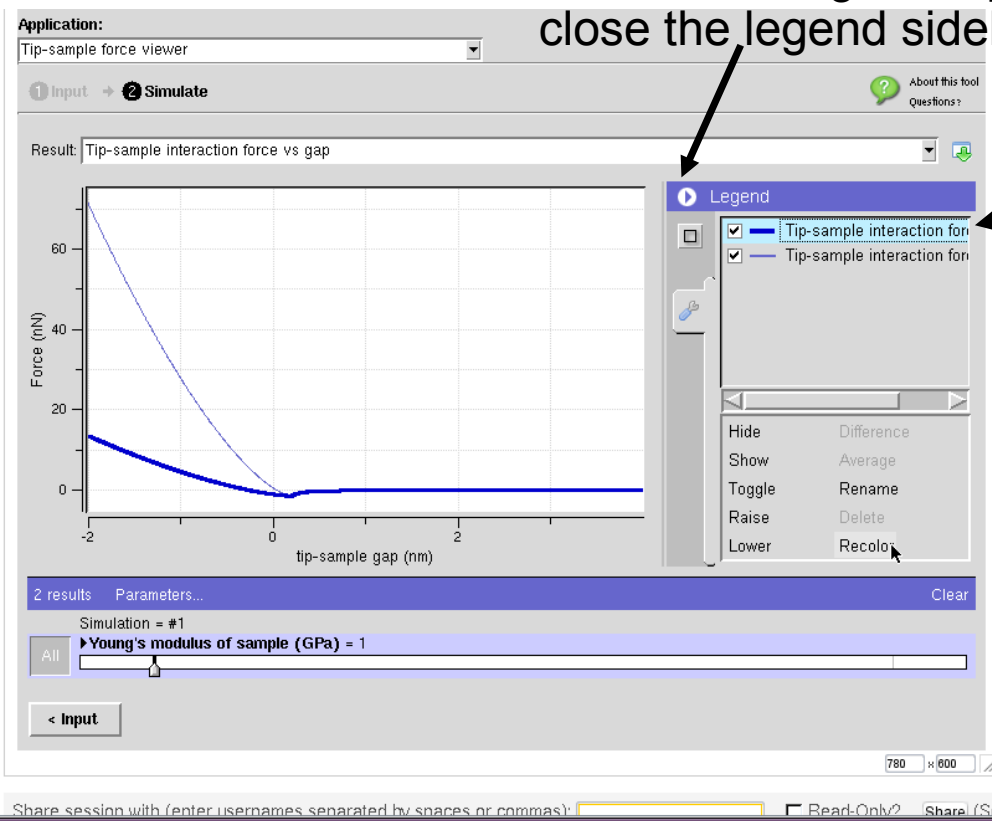 close the legend side
Application:
Tip-sample force viewer
1 Input → 2 Simulate
About this tool
Questions?
Result: Tip-sample interaction force vs gap
Legend
Tip-sample interaction for
Tip-sample interaction for
60
40
20
0
Force (nN)
-2 0 2
tip-sample gap (nm)
Hide Difference
Show Average
Toggle Rename
Raise Delete
Lower Recolor
2 results Parameters... Clear
Simulation = #1
All
Young's modulus of sample (GPa) = 1
< Input
780 x 600
Share session with (enter usernames separated by spaces or commas): Read-Only? Share